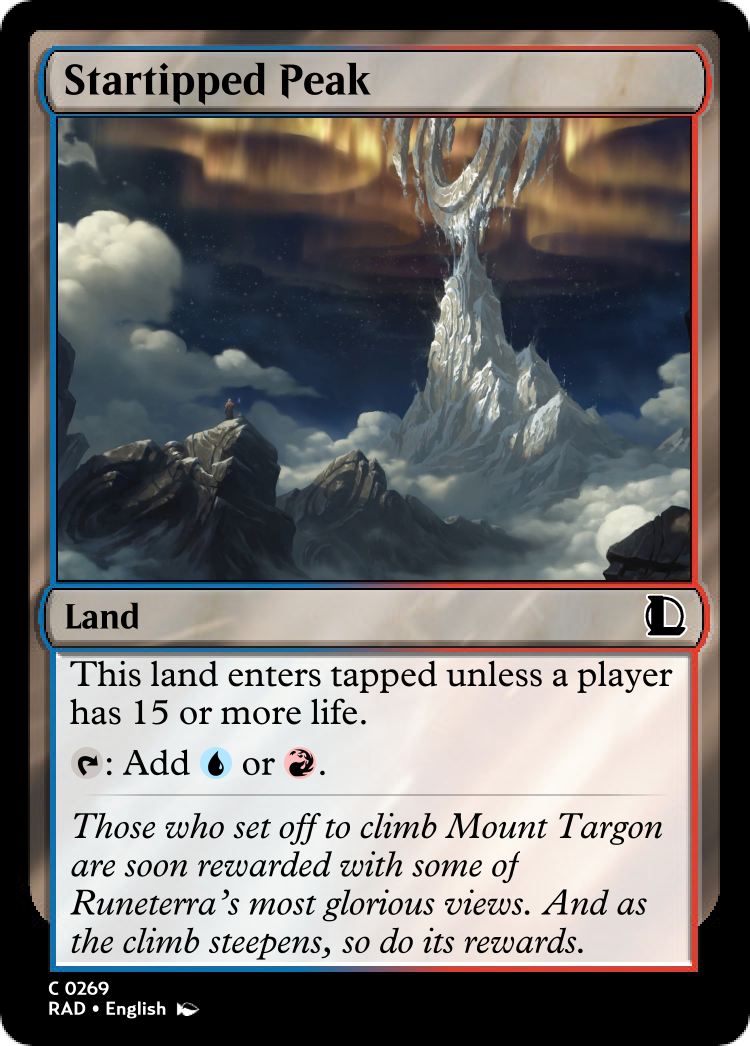 Startipped Peak
Land
This land enters tapped unless a player
has 15 or more life.
: Add or .
Those who set off to climb Mount Targon
are soon rewarded with some of
Runeterra's most glorious views. And as
the climb steepens, so do its rewards.
C 0269
RAD • English